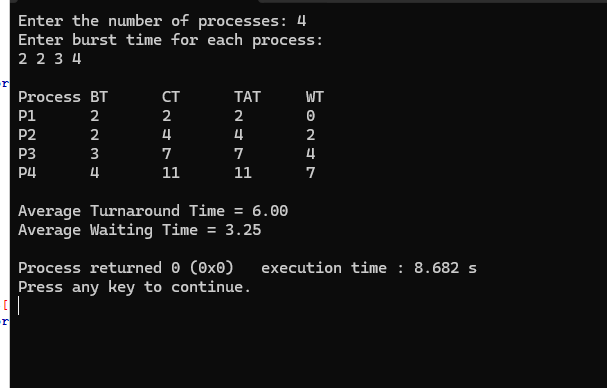 Enter the number of processes: 4
Enter burst time for each process:
2 2 3 4
or
Process BT CT TAT WT
P1 2 2 2 0
P2 2 4 4 2
P3 3 7 7 4
P4 4 11 11 7
Average Turnaround Time = 6.00
Average Waiting Time = 3.25
Process returned 0 (0x0) execution time : 8.682 s
Press any key to continue.
[
or